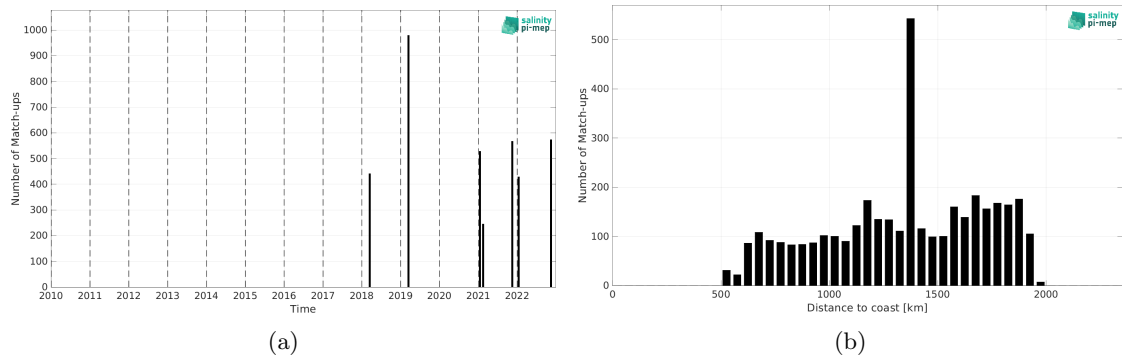 salinity
pi-mep
1000
900
800
700
600
500
400
300
200
100
0
Number of Match-ups
2010 2011 2012 2013 2014 2015 2016 2017 2018 2019 2020 2021 2022
Time
(a)
salinity
pi-mep
500
400
300
200
100
0
Number of Match-ups
0 500 1000 1500 2000
Distance to coast [km]
(b)